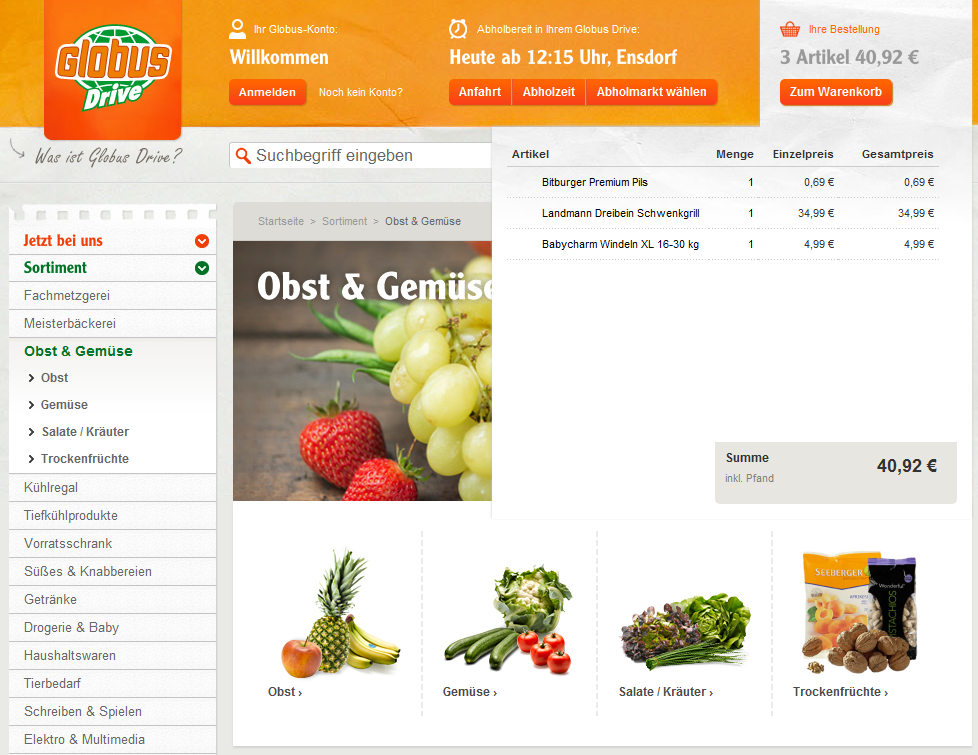 Globus
Drive
Ihr Globus-Konto:
Willkommen
Anmelden
Noch kein Konto?
Abholbereit in Ihrem Globus Drive:
Heute ab 12:15 Uhr, Ensdorf
Anfahrt
Abholzeit
Abholmarkt wählen
Ihre Bestellung
3 Artikel 40,92 €
Zum Warenkorb
Was ist Globus Drive?
Suchbegriff eingeben
Artikel Menge Einzelpreis Gesamtpreis
Bitburger Premium Pils 1 0,69 € 0,69 €
Landmann Dreibein Schwenkgrill 1 34,99 € 34,99 €
Babycharm Windeln XL 16-30 kg 1 4,99 € 4,99 €
Summe 40,92 €
inkl. Pfand
Jetzt bei uns
Sortiment
Fachmetzgerei
Meisterbäckerei
Obst & Gemüse
Obst
Gemüse
Salate / Kräuter
Trockenfrüchte
Kühlregal
Tiefkühlprodukte
Vorratsschrank
Süßes & Knabbereien
Getränke
Drogerie & Baby
Haushaltswaren
Tierbedarf
Schreiben & Spielen
Elektro & Multimedia
Startseite > Sortiment > Obst & Gemüse
Obst & Gemüse
SEEBERGER
Wonderful
Obst ›
Gemüse ›
Salate / Kräuter ›
Trockenfrüchte ›